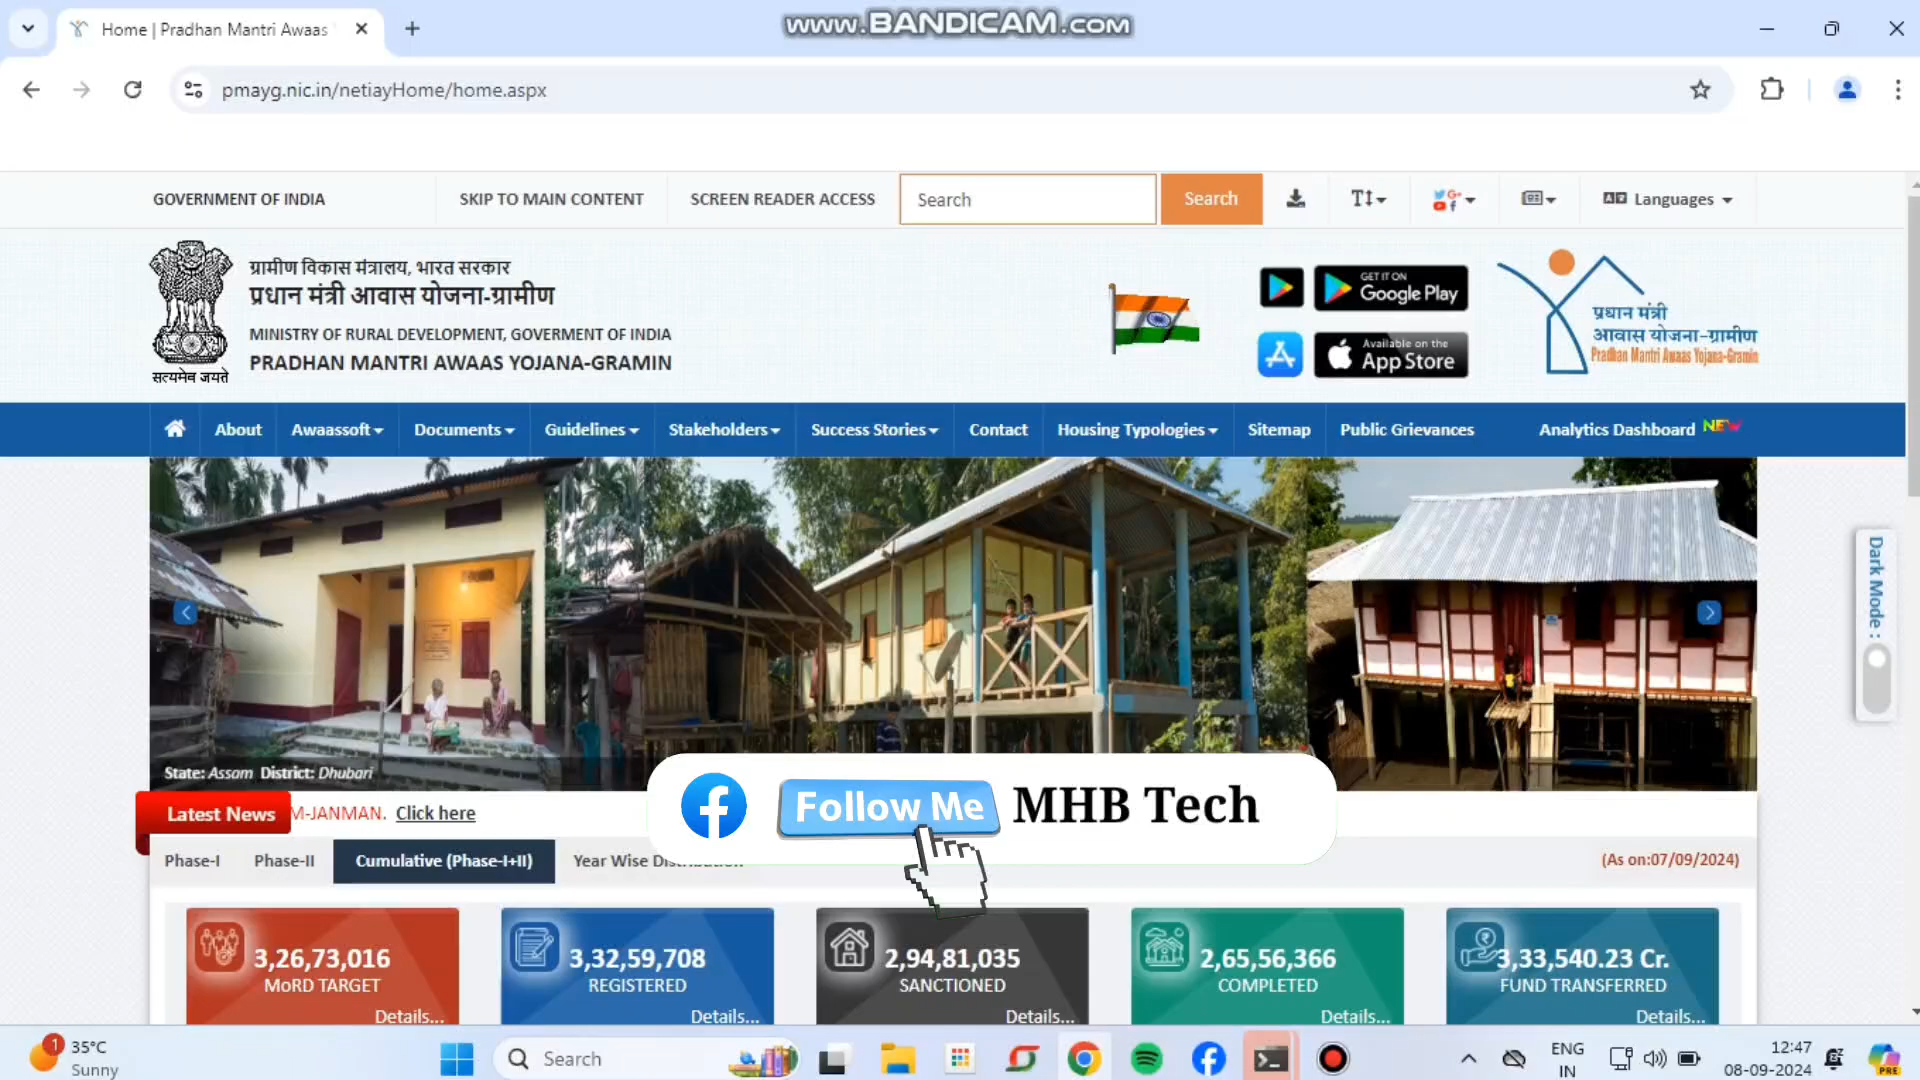 Home | Pradhan Mantri Awaas
www.BANDICAM.com
pmayg.nic.in/netiayHome/home.aspx
GOVERNMENT OF INDIA
SKIP TO MAIN CONTENT
SCREEN READER ACCESS
Search
Search
Languages
ग्रामीण विकास मंत्रालय, भारत सरकार
प्रधान मंत्री आवास योजना-ग्रामीण
MINISTRY OF RURAL DEVELOPMENT, GOVERMENT OF INDIA
PRADHAN MANTRI AWAAS YOJANA-GRAMIN
सत्यमेव जयते
GET IT ON
Google Play
Available on the
App Store
प्रधान मंत्री
आवास योजना-ग्रामीण
Pradhan Mantri Awaas Yojana-Gramin
About
Awaassoft
Documents
Guidelines
Stakeholders
Success Stories
Contact
Housing Typologies
Sitemap
Public Grievances
Analytics Dashboard NEW
Dark Mode :
State: Assam District: Dhubari
Latest News
M-JANMAN. Click here
Follow Me
MHB Tech
Phase-I
Phase-II
Cumulative (Phase-I+II)
Year Wise
(As on:07/09/2024)
3,26,73,016
MoRD TARGET
Details...
3,32,59,708
REGISTERED
Details...
2,94,81,035
SANCTIONED
Details...
2,65,56,366
COMPLETED
Details...
3,33,540.23 Cr.
FUND TRANSFERRED
Details...
1
35°C
Sunny
Search
ENG
IN
12:47
08-09-2024
PRE